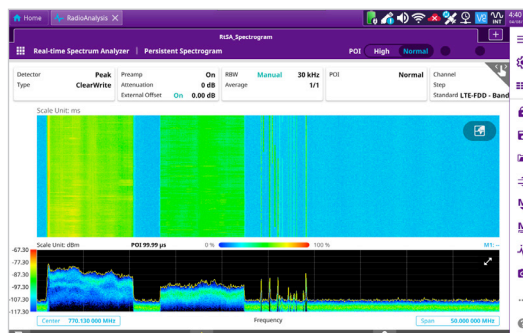 Home RadioAnalysis INT 4:40
RtSA_Spectrogram
Real-time Spectrum Analyzer | Persistent Spectrogram POI High Normal
Detector Peak Preamp On RBW Manual 30 kHz POI Normal Channel
Type ClearWrite Attenuation 0 dB Average 1/1 Step
External Offset On 0.00 dB Standard LTE-FDD - Band
Scale Unit: ms
Scale Unit: dBm POI 99.99 µs 0 % 100 % M1: --
-67.30
-77.30
-87.30
-97.30
-107.30
-117.30
Center 770.130 000 MHz Frequency Span 50.000 000 MHz